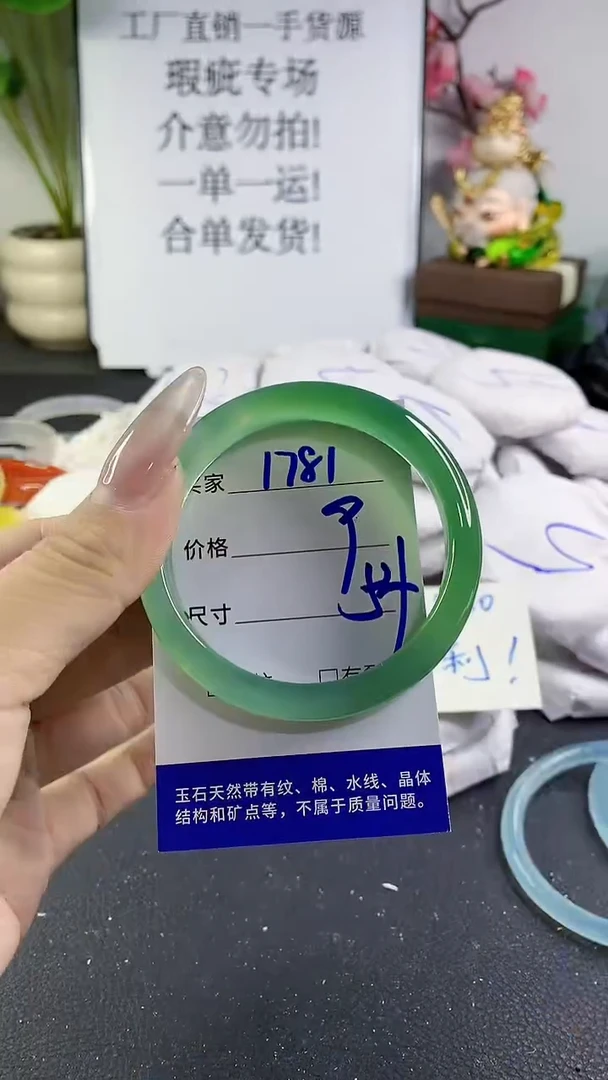 工厂直销一手货源
瑕疵专场
介意勿拍!
一单一运!
合单发货!
家 1781
价格
尺寸
利!
玉石天然带有纹、棉、水线、晶体
结构和矿点等，不属于质量问题。